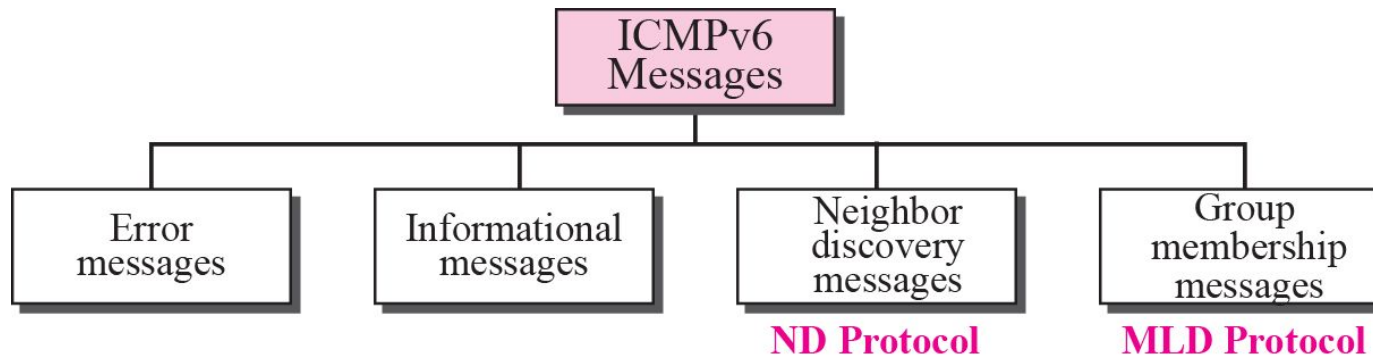 ICMPv6
Messages
Error
messages
Informational
messages
Neighbor
discovery
messages
Group
membership
messages
ND Protocol
MLD Protocol